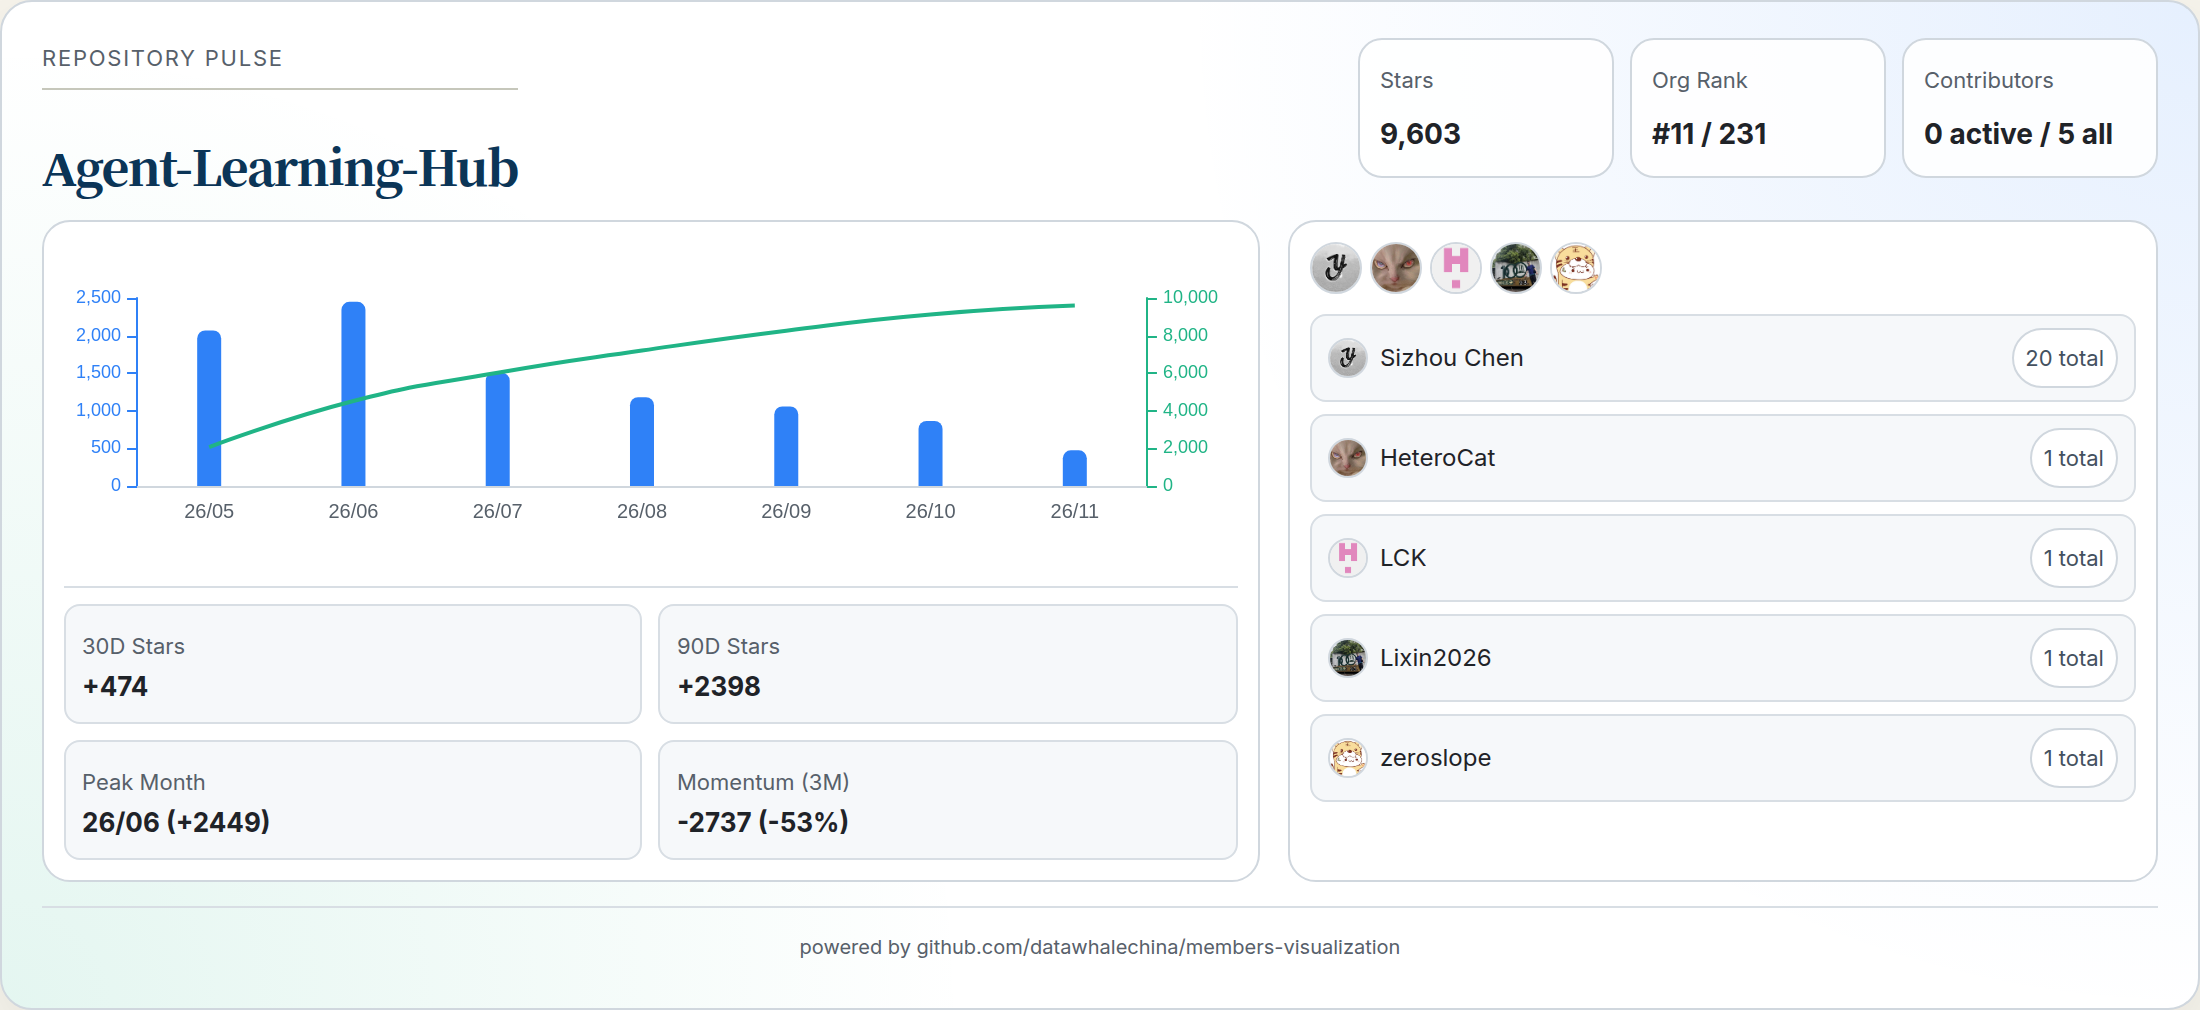 REPOSITORY PULSE
Agent-Learning-Hub
Stars
9,603
Org Rank
#11 / 231
Contributors
0 active / 5 all
2,500
2,000
1,500
1,000
500
0
10,000
8,000
6,000
4,000
2,000
0
26/05 26/06 26/07 26/08 26/09 26/10 26/11
30D Stars
+474
90D Stars
+2398
Peak Month
26/06 (+2449)
Momentum (3M)
-2737 (-53%)
Sizhou Chen 20 total
HeteroCat 1 total
LCK 1 total
Lixin2026 1 total
zeroslope 1 total
powered by github.com/datawhalechina/members-visualization